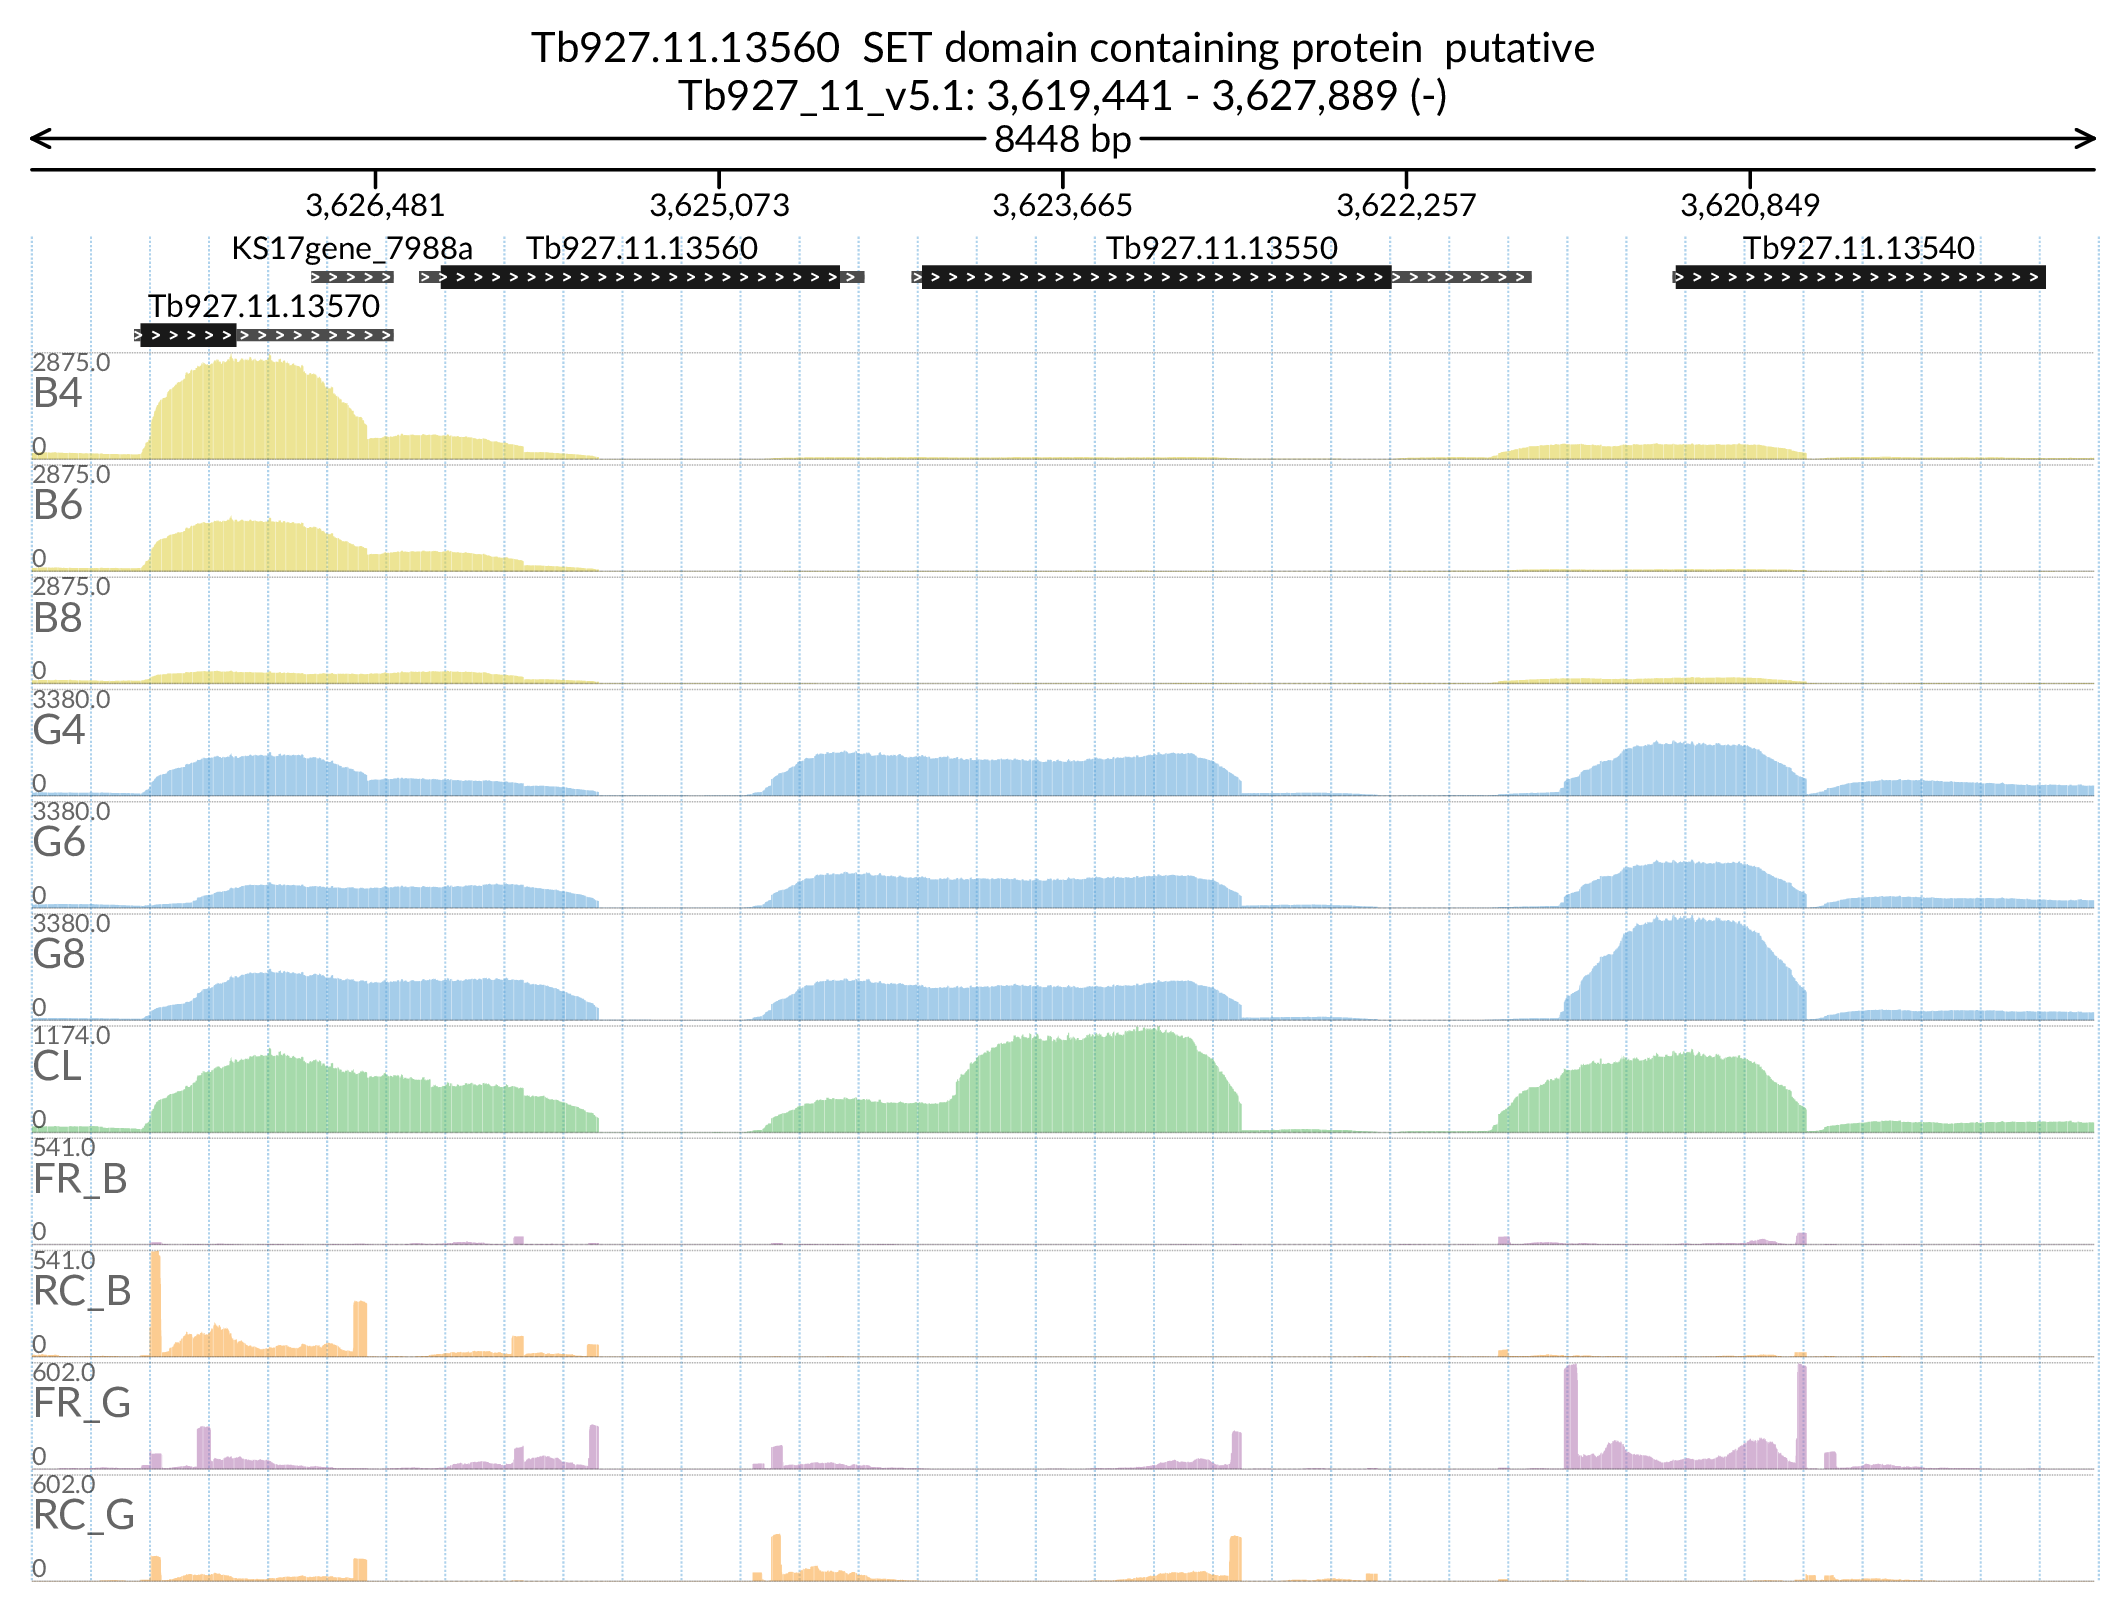 Tb927.11.13560  SET domain containing protein  putative
Tb927_11_v5.1: 3,619,441 - 3,627,889 (-)
8448 bp
3,626,481 3,625,073 3,623,665 3,622,257 3,620,849
KS17gene_7988a Tb927.11.13560 Tb927.11.13550 Tb927.11.13540
Tb927.11.13570
2875.0
B4
0
2875.0
B6
0
2875.0
B8
0
3380.0
G4
0
3380.0
G6
0
3380.0
G8
0
1174.0
CL
0
541.0
FR_B
0
541.0
RC_B
0
602.0
FR_G
0
602.0
RC_G
0